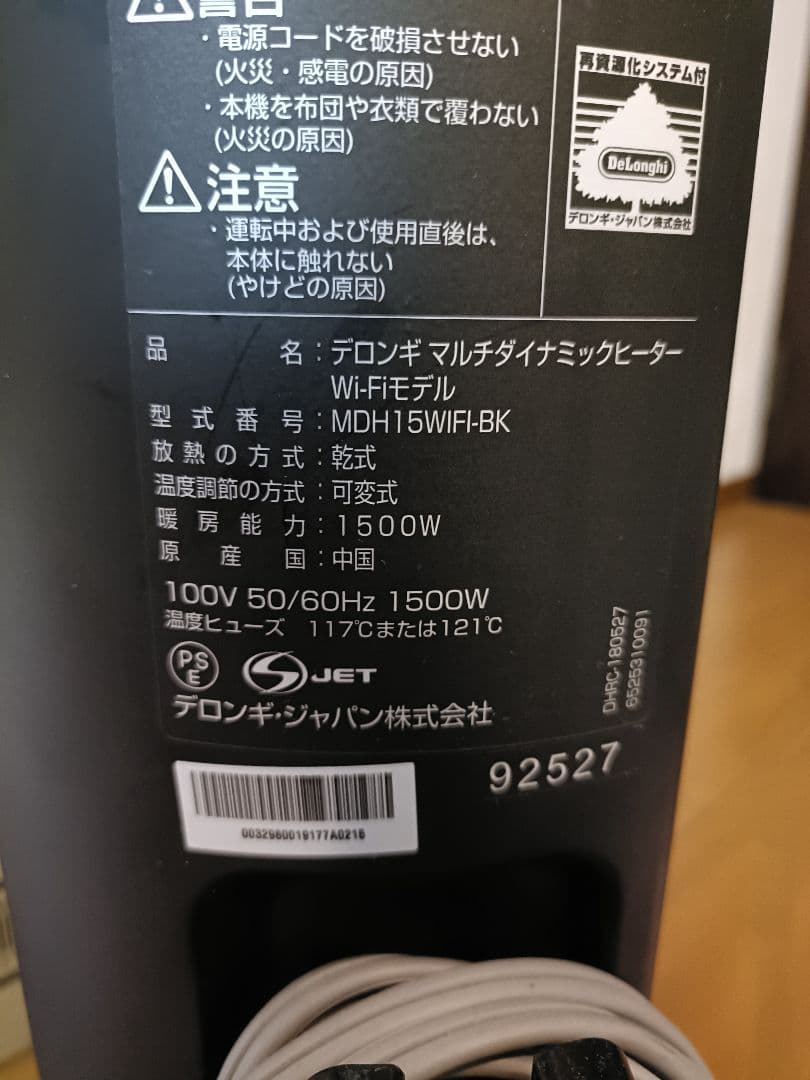 警告
・電源コードを破損させない
(火災・感電の原因)
・本機を布団や衣類で覆わない
(火災の原因)
注意
・運転中および使用直後は、
本体に触れない
(やけどの原因)
再資源化システム付
DeLonghi
デロンギ・ジャパン株式会社
品名：デロンギ マルチダイナミックヒーター
Wi-Fiモデル
型式番号：MDH15WIFI-BK
放熱の方式：乾式
温度調節の方式：可変式
暖房能力：1500W
原産国：中国
100V 50/60Hz 1500W
温度ヒューズ 117℃または121℃
PSE
JET
デロンギ・ジャパン株式会社
DHRC-180527
6525310091
92527
0032960019177A0216